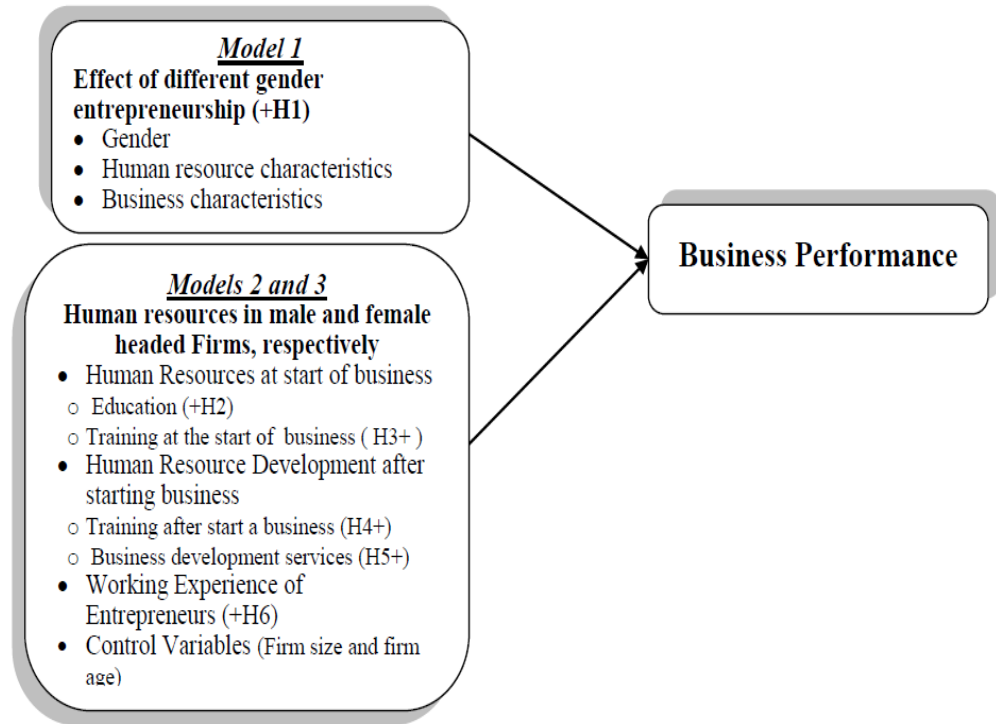 Model 1
Effect of different gender
entrepreneurship (+H1)
• Gender
• Human resource characteristics
• Business characteristics
Models 2 and 3
Human resources in male and female
headed Firms, respectively
• Human Resources at start of business
o Education (+H2)
o Training at the start of business ( H3+ )
• Human Resource Development after
starting business
o Training after start a business (H4+)
o Business development services (H5+)
• Working Experience of
Entrepreneurs (+H6)
• Control Variables (Firm size and firm
age)
Business Performance